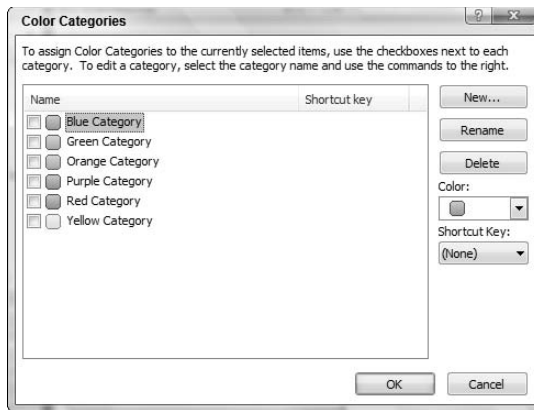 Color Categories
To assign Color Categories to the currently selected items, use the checkboxes next to each
category. To edit a category, select the category name and use the commands to the right.
Name Shortcut key
Blue Category
Green Category
Orange Category
Purple Category
Red Category
Yellow Category
New...
Rename
Delete
Color:
Shortcut Key:
(None)
OK Cancel